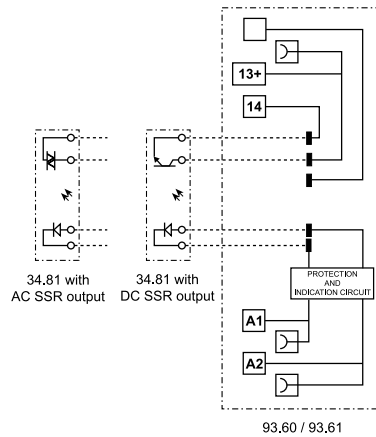 13+
14
34.81 with
AC SSR output
34.81 with
DC SSR output
PROTECTION
AND
INDICATION CIRCUIT
A1
A2
93.60 / 93.61